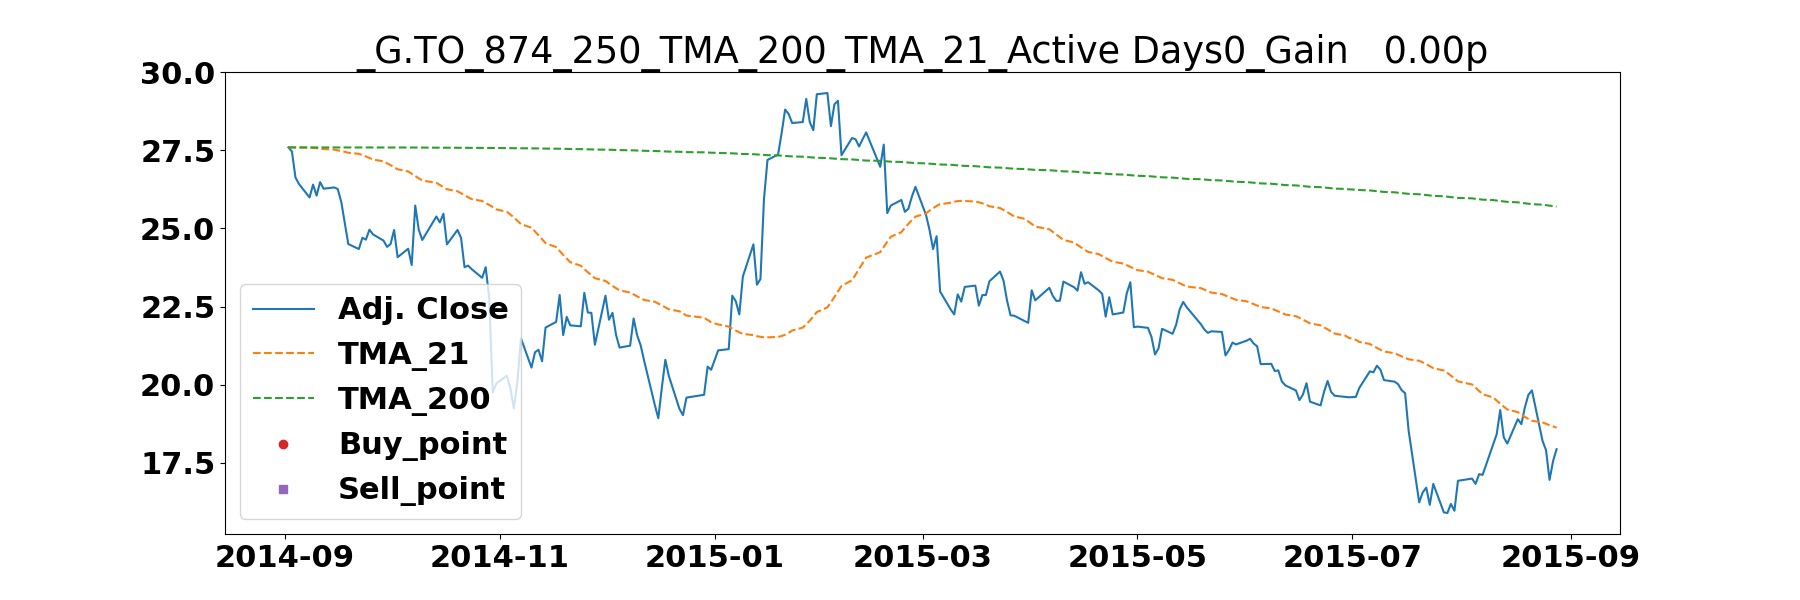 _G.TO_874_250_TMA_200_TMA_21_Active Days0_Gain   0.00p
30.0
27.5
25.0
22.5
20.0
17.5
Adj. Close
TMA_21
TMA_200
Buy_point
Sell_point
2014-09 2014-11 2015-01 2015-03 2015-05 2015-07 2015-09